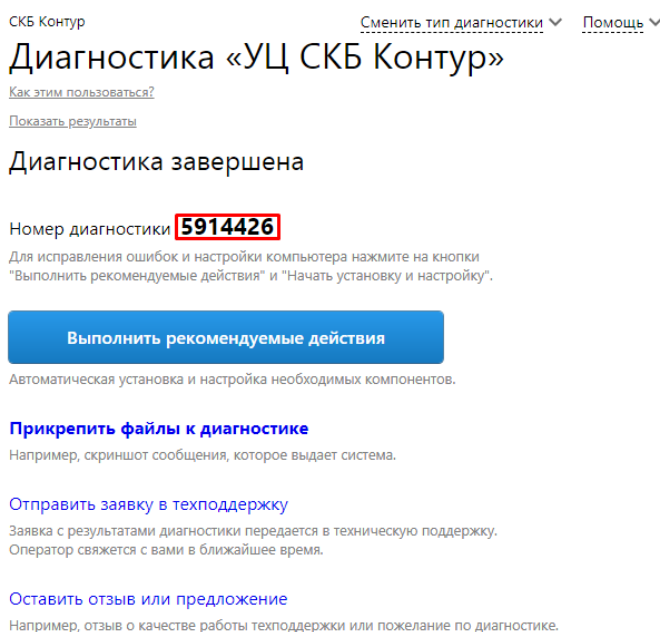 СКБ Контур
Сменить тип диагностики
Помощь
Диагностика «УЦ СКБ Контур»
Как этим пользоваться?
Показать результаты
Диагностика завершена
Номер диагностики 5914426
Для исправления ошибок и настройки компьютера нажмите на кнопки
"Выполнить рекомендуемые действия" и "Начать установку и настройку".
Выполнить рекомендуемые действия
Автоматическая установка и настройка необходимых компонентов.
Прикрепить файлы к диагностике
Например, скриншот сообщения, которое выдает система.
Отправить заявку в техподдержку
Заявка с результатами диагностики передается в техническую поддержку.
Оператор свяжется с вами в ближайшее время.
Оставить отзыв или предложение
Например, отзыв о качестве работы техподдержки или пожелание по диагностике.